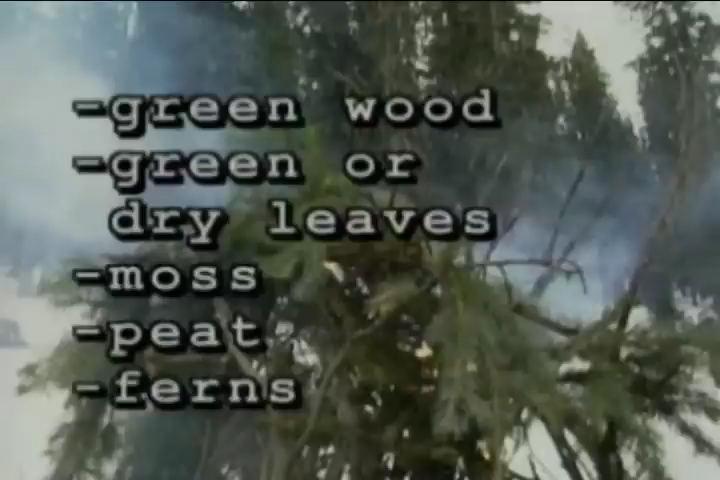 -green wood
-green or
dry leaves
-moss
-peat
-ferns